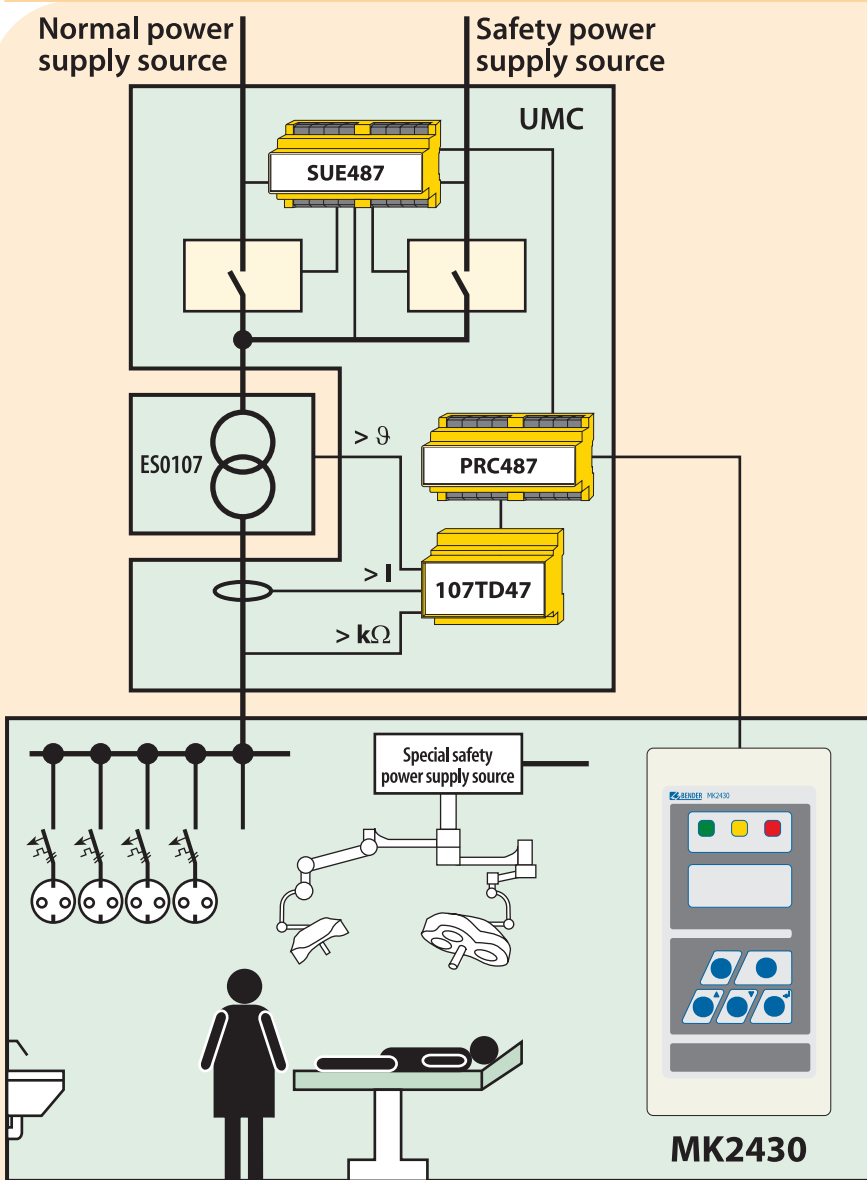 Normal power
supply source
Safety power
supply source
UMC
SUE487
ES0107
> ϑ
PRC487
> I
107TD47
> kΩ
Special safety
power supply source
BENDER MK2430
MK2430